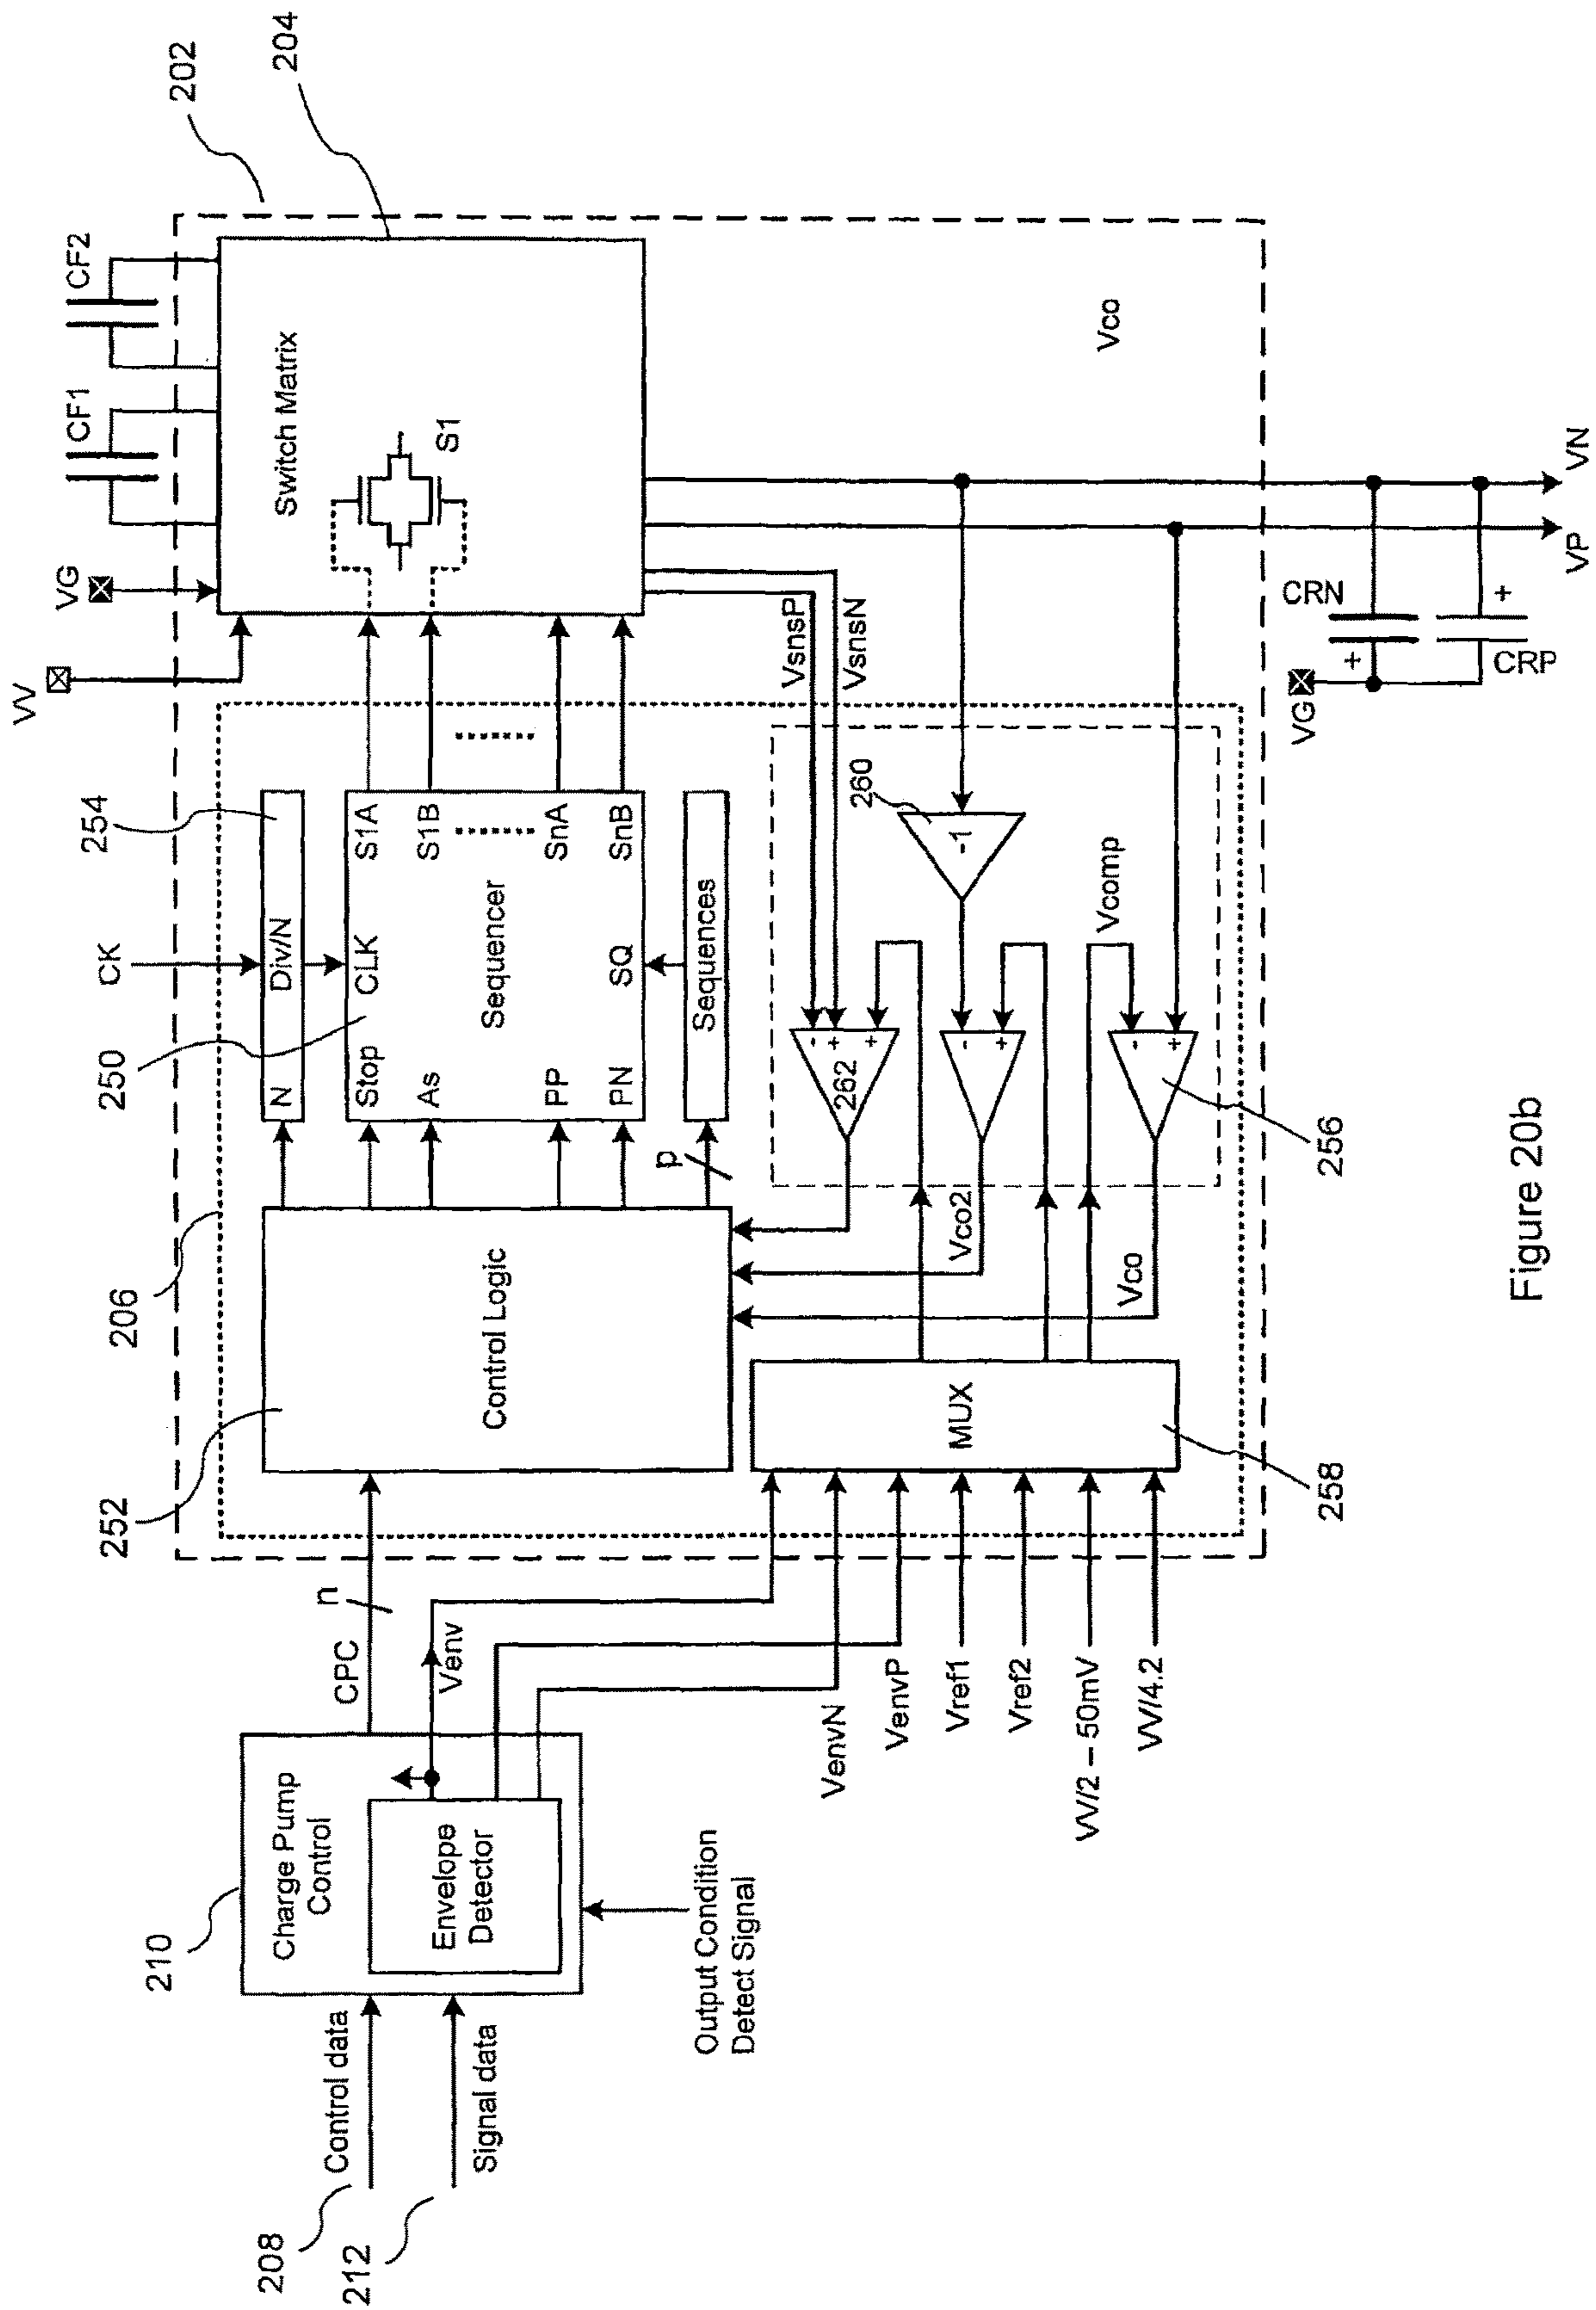 208
Control data
212
Signal data
210
Charge Pump
Control
Envelope
Detector
Output Condition
Detect Signal
CPC
n
Venv
VenvN
VenvP
Vref1
Vref2
VV/2 – 50mV
VV/4.2
206
252
Control Logic
MUX
258
250
CK
254
N
Div/N
Stop
CLK
S1A
As
S1B
Sequencer
PP
SnA
PN
SQ
SnB
p
Sequences
VV
VG
CF1
CF2
202
204
Switch Matrix
S1
VsnsP
VsnsN
260
-1
262
-
+
+
-
+
-
+
Vcomp
Vco2
Vco
256
Vco
VG
CRN
+
CRP
+
VP
VN
Figure 20b